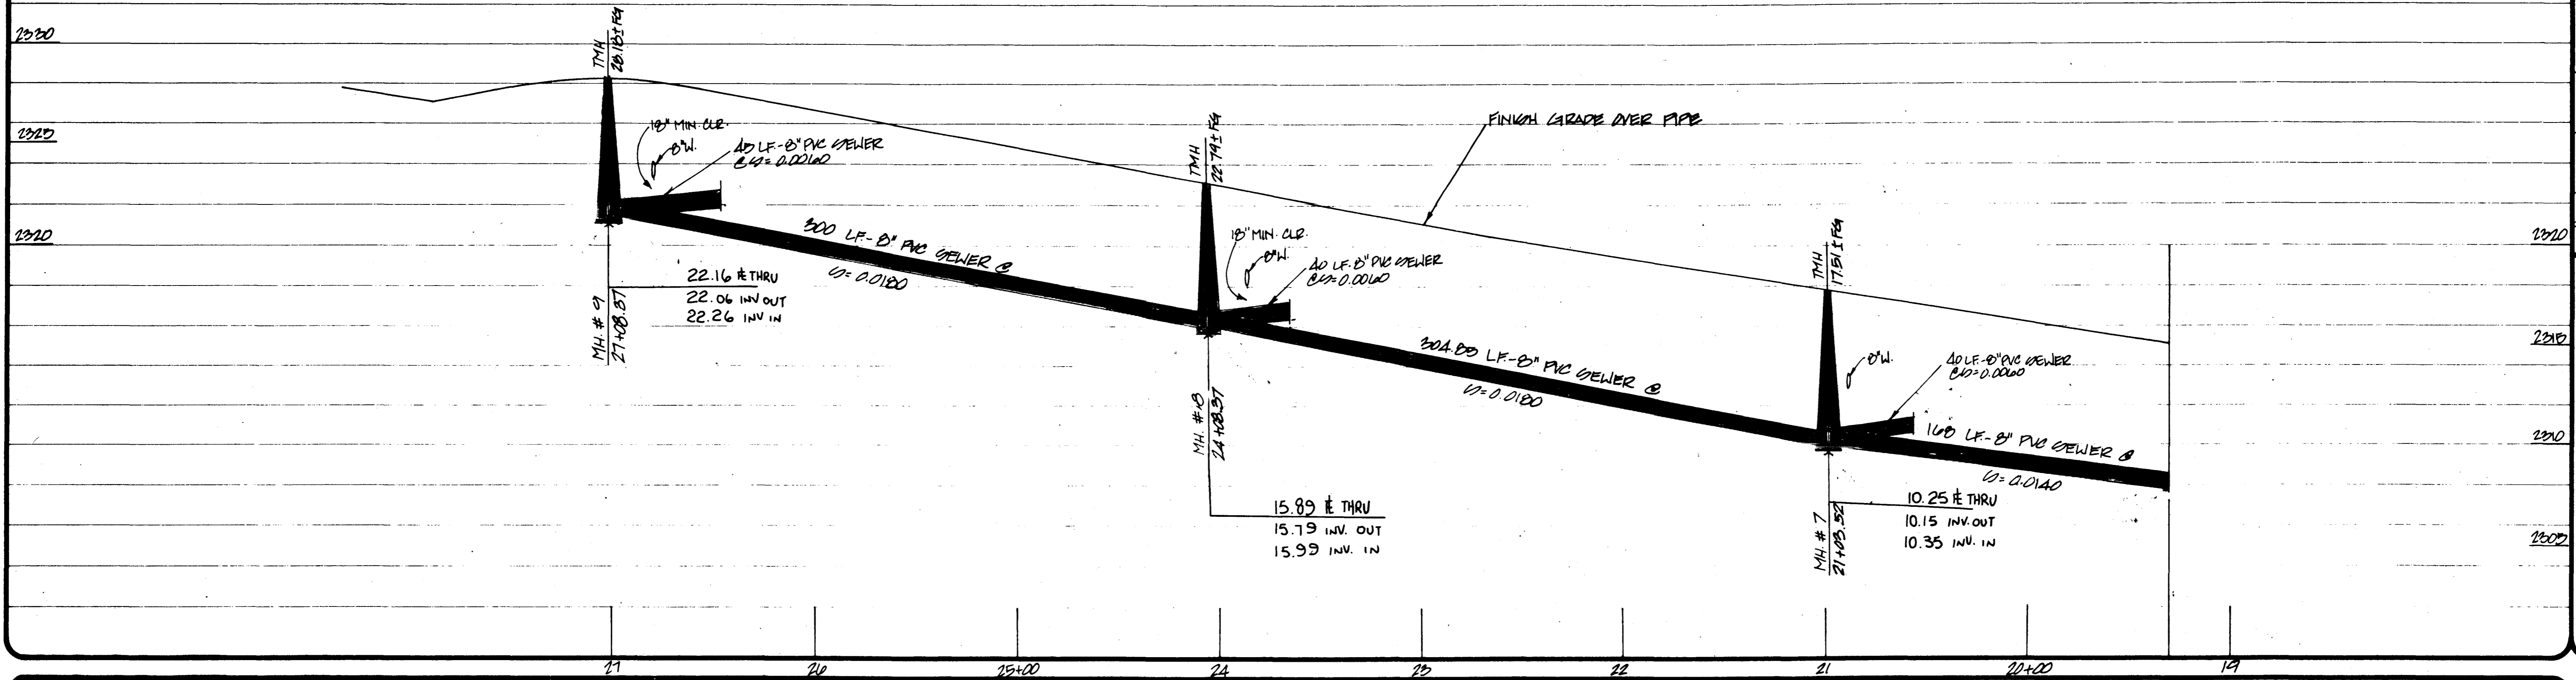 2330
2325
2320
TMH
28.18± FG
18" MIN. CLR.
8"W.
45 LF.-8" PVC SEWER
@S=0.0060
300 LF.-8" PVC SEWER @
S=0.0180
22.16 ℄ THRU
22.06 INV OUT
22.26 INV IN
MH. # 9
27+08.37
TMH
22.79± FG
18" MIN. CLR.
8"W.
40 LF.-8" PVC SEWER
@S=0.0060
FINISH GRADE OVER PIPE
304.85 LF.-8" PVC SEWER @
S=0.0180
MH. # 8
24+08.37
15.89 ℄ THRU
15.79 INV. OUT
15.99 INV. IN
TMH
17.51± FG
8"W.
40 LF.-8" PVC SEWER
@S=0.0060
168 LF.-8" PVC SEWER @
S=0.0140
10.25 ℄ THRU
10.15 INV. OUT
10.35 INV. IN
MH. # 7
21+03.52
2320
2315
2310
2305
27
26
25+00
24
23
22
21
20+00
19